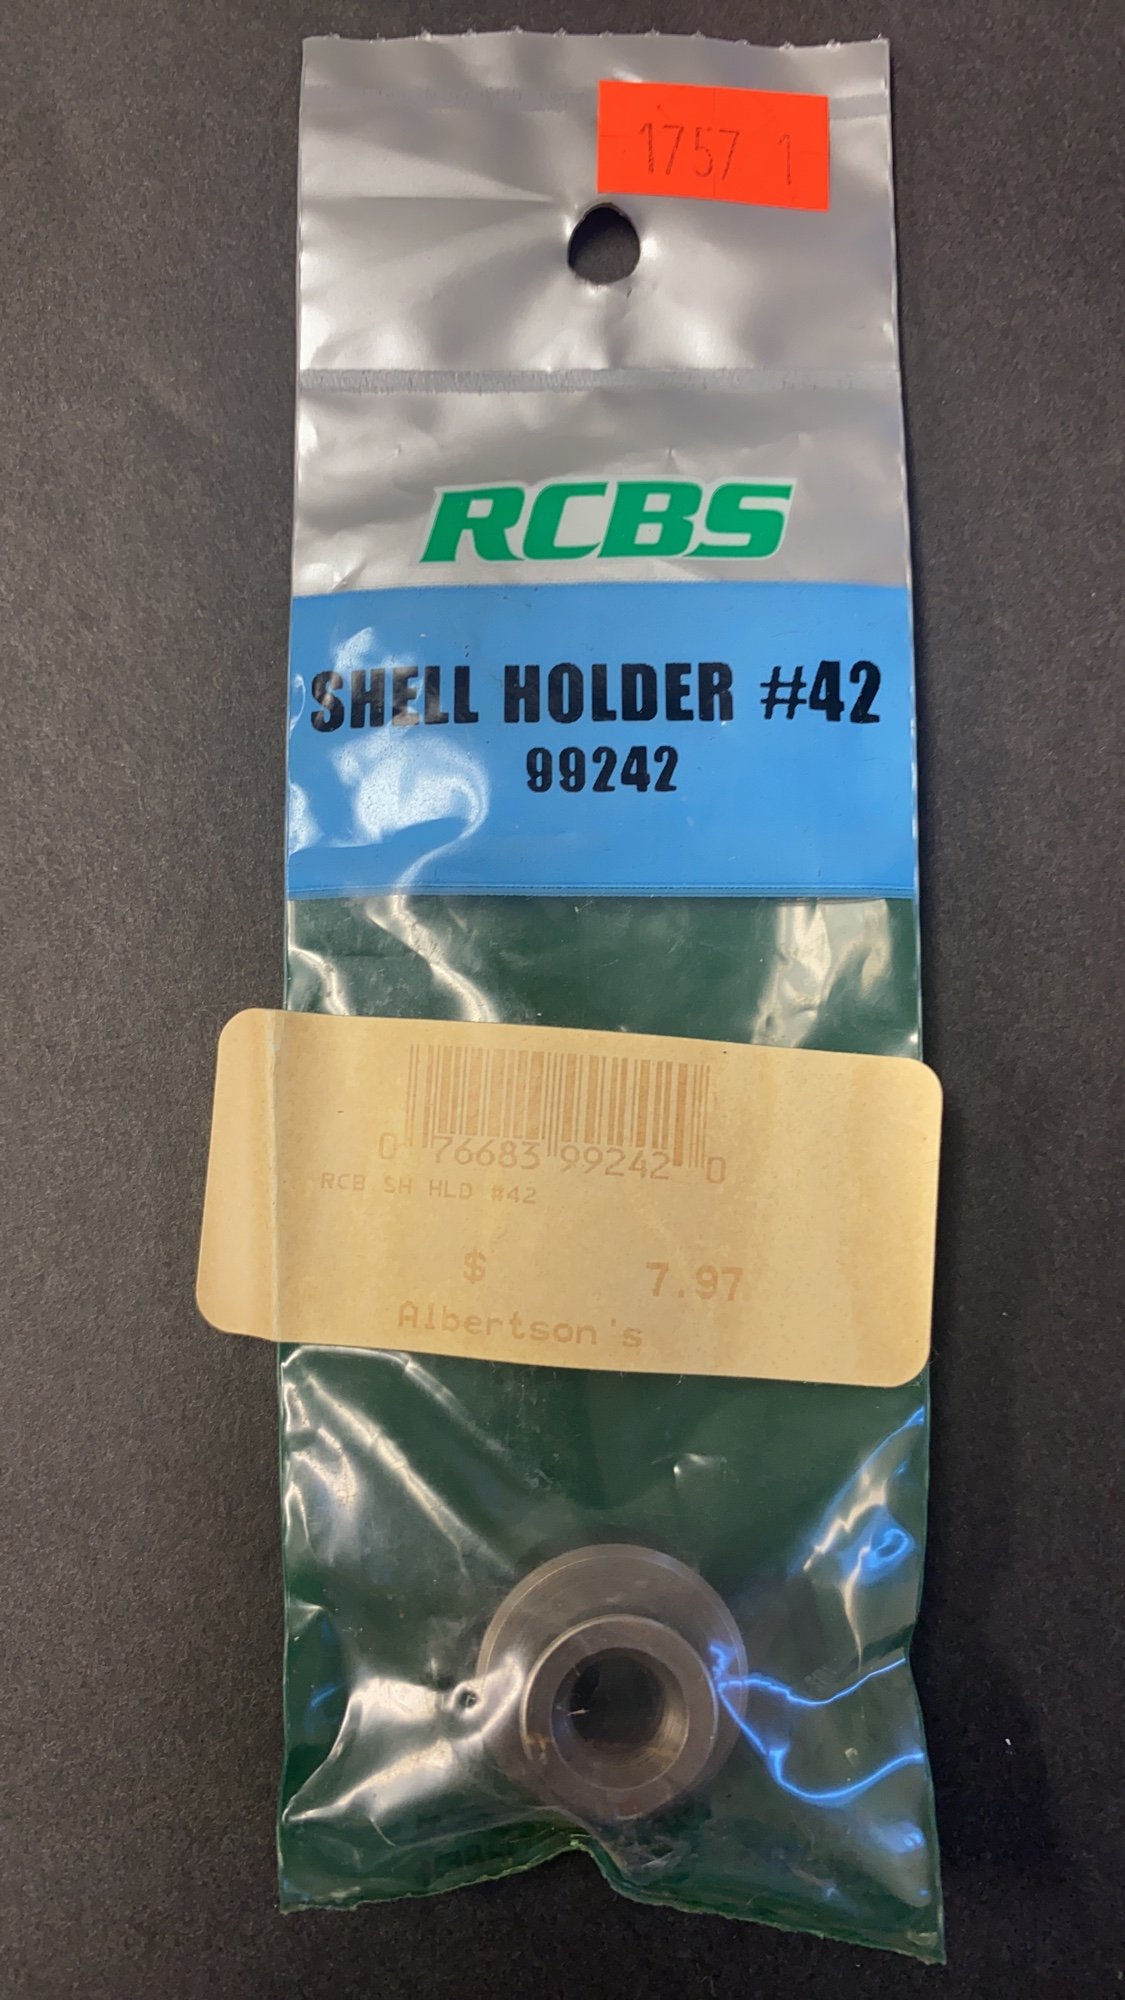 1757 1
RCBS
SHELL HOLDER #42
99242
0 76683 99242 0
RCB SH HLD #42
$ 7.97
Albertson's